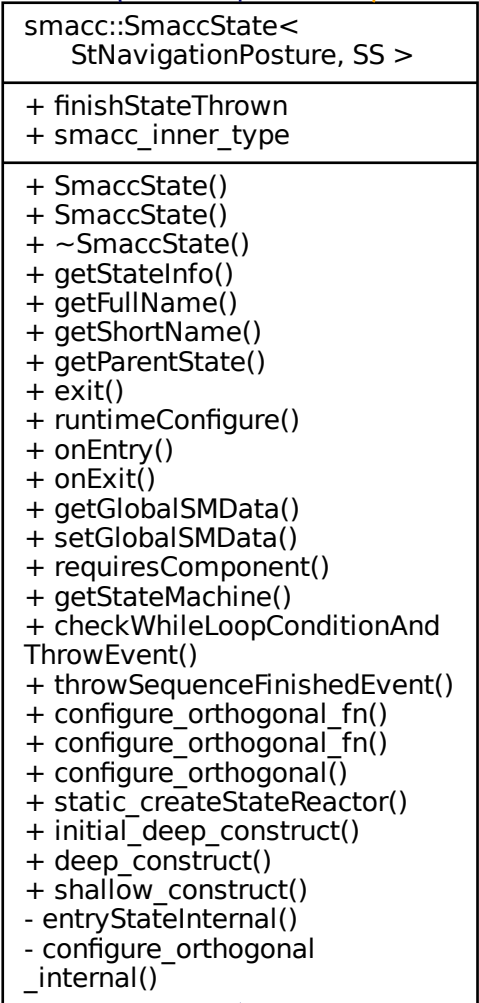 smacc::SmaccState<
StNavigationPosture, SS >
+ finishStateThrown
+ smacc_inner_type
+ SmaccState()
+ SmaccState()
+ ~SmaccState()
+ getStateInfo()
+ getFullName()
+ getShortName()
+ getParentState()
+ exit()
+ runtimeConfigure()
+ onEntry()
+ onExit()
+ getGlobalSMData()
+ setGlobalSMData()
+ requiresComponent()
+ getStateMachine()
+ checkWhileLoopConditionAnd
ThrowEvent()
+ throwSequenceFinishedEvent()
+ configure_orthogonal_fn()
+ configure_orthogonal_fn()
+ configure_orthogonal()
+ static_createStateReactor()
+ initial_deep_construct()
+ deep_construct()
+ shallow_construct()
- entryStateInternal()
- configure_orthogonal
_internal()